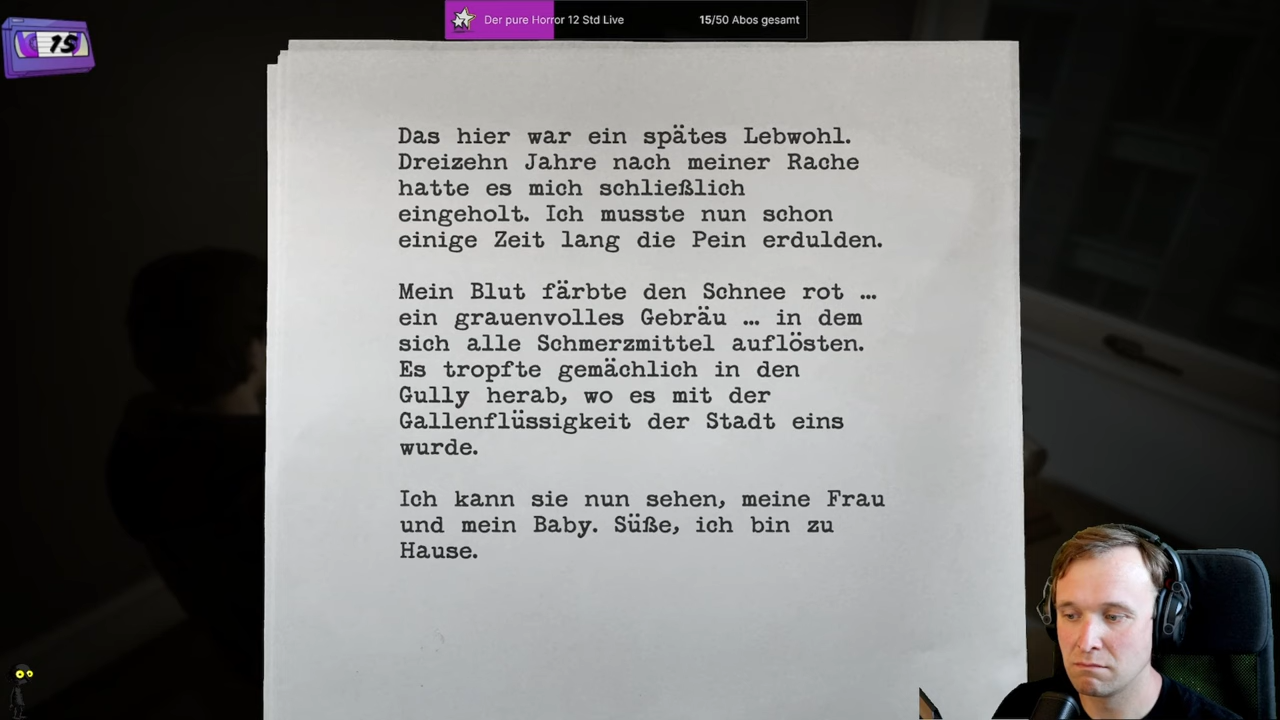 15
Der pure Horror 12 Std Live
15/50 Abos gesamt
Das hier war ein spätes Lebwohl.
Dreizehn Jahre nach meiner Rache
hatte es mich schließlich
eingeholt. Ich musste nun schon
einige Zeit lang die Pein erdulden.
Mein Blut färbte den Schnee rot …
ein grauenvolles Gebräu … in dem
sich alle Schmerzmittel auflösten.
Es tropfte gemächlich in den
Gully herab, wo es mit der
Gallenflüssigkeit der Stadt eins
wurde.
Ich kann sie nun sehen, meine Frau
und mein Baby. Süße, ich bin zu
Hause.